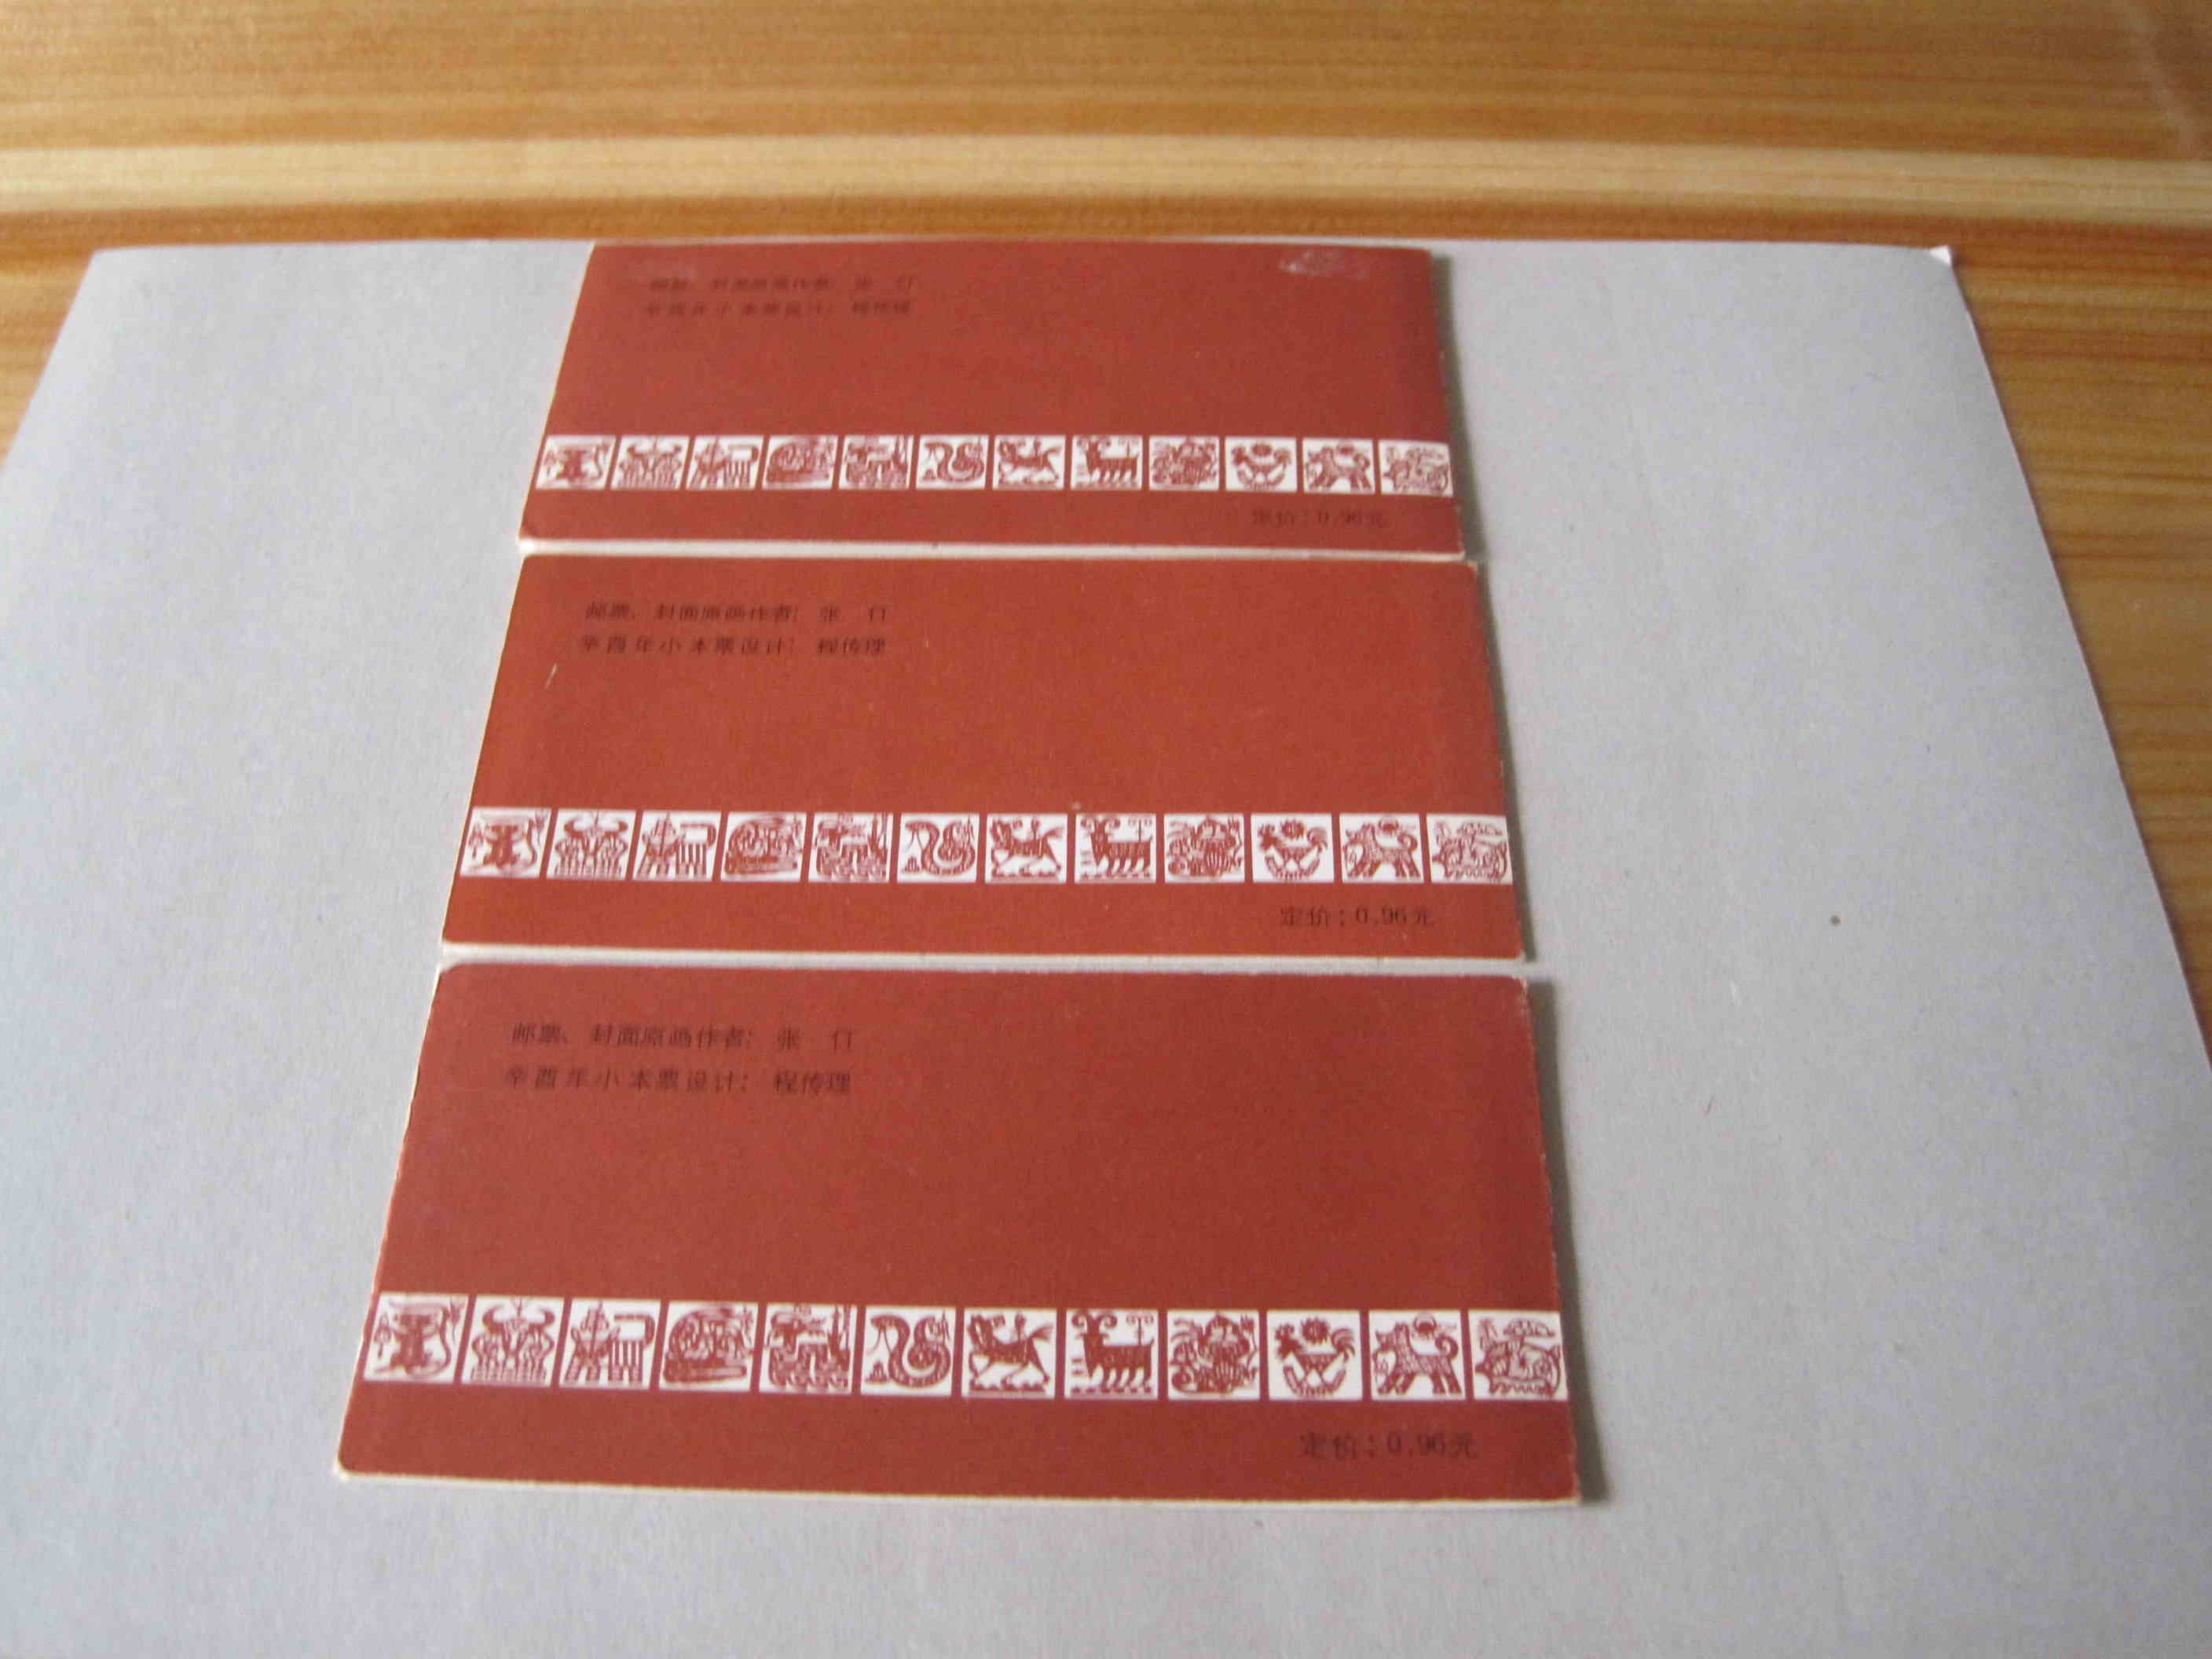 邮票、封面原画作者：张 仃
辛酉年小本票设计：程传理
定价：0.96元
邮票、封面原画作者：张 仃
辛酉年小本票设计：程传理
定价：0.96元
邮票、封面原画作者：张 仃
辛酉年小本票设计：程传理
定价：0.96元